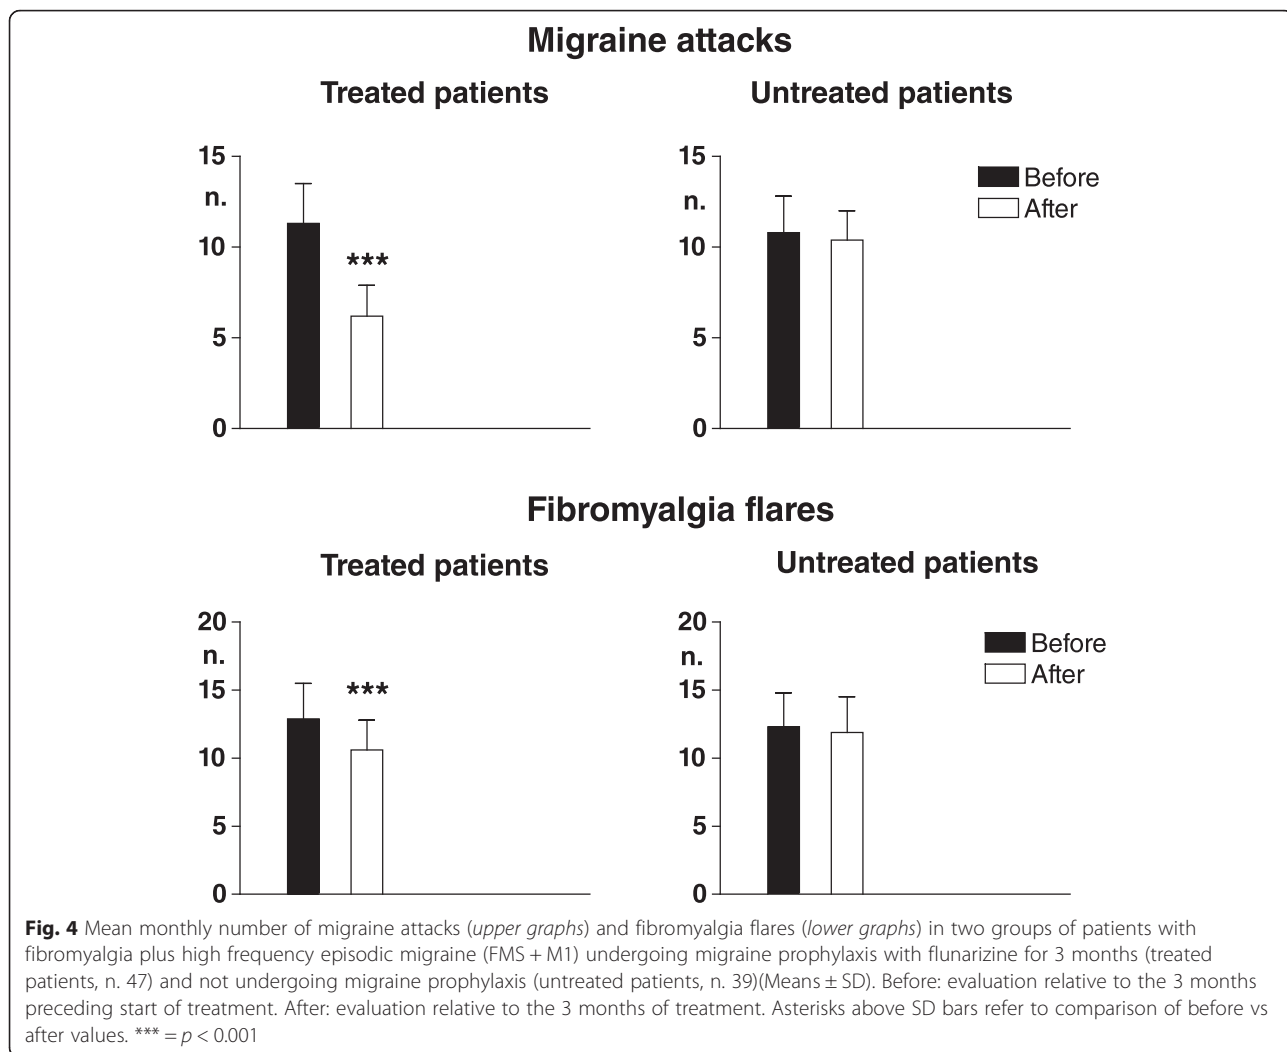 Migraine attacks
Treated patients
Untreated patients
15
n.
10
5
0
***
15
n.
10
5
0
Before
After
Fibromyalgia flares
Treated patients
Untreated patients
20
n.
15
10
5
0
***
20
n.
15
10
5
0
Before
After
Fig. 4 Mean monthly number of migraine attacks (upper graphs) and fibromyalgia flares (lower graphs) in two groups of patients with
fibromyalgia plus high frequency episodic migraine (FMS + M1) undergoing migraine prophylaxis with flunarizine for 3 months (treated
patients, n. 47) and not undergoing migraine prophylaxis (untreated patients, n. 39)(Means ± SD). Before: evaluation relative to the 3 months
preceding start of treatment. After: evaluation relative to the 3 months of treatment. Asterisks above SD bars refer to comparison of before vs
after values. *** = p < 0.001